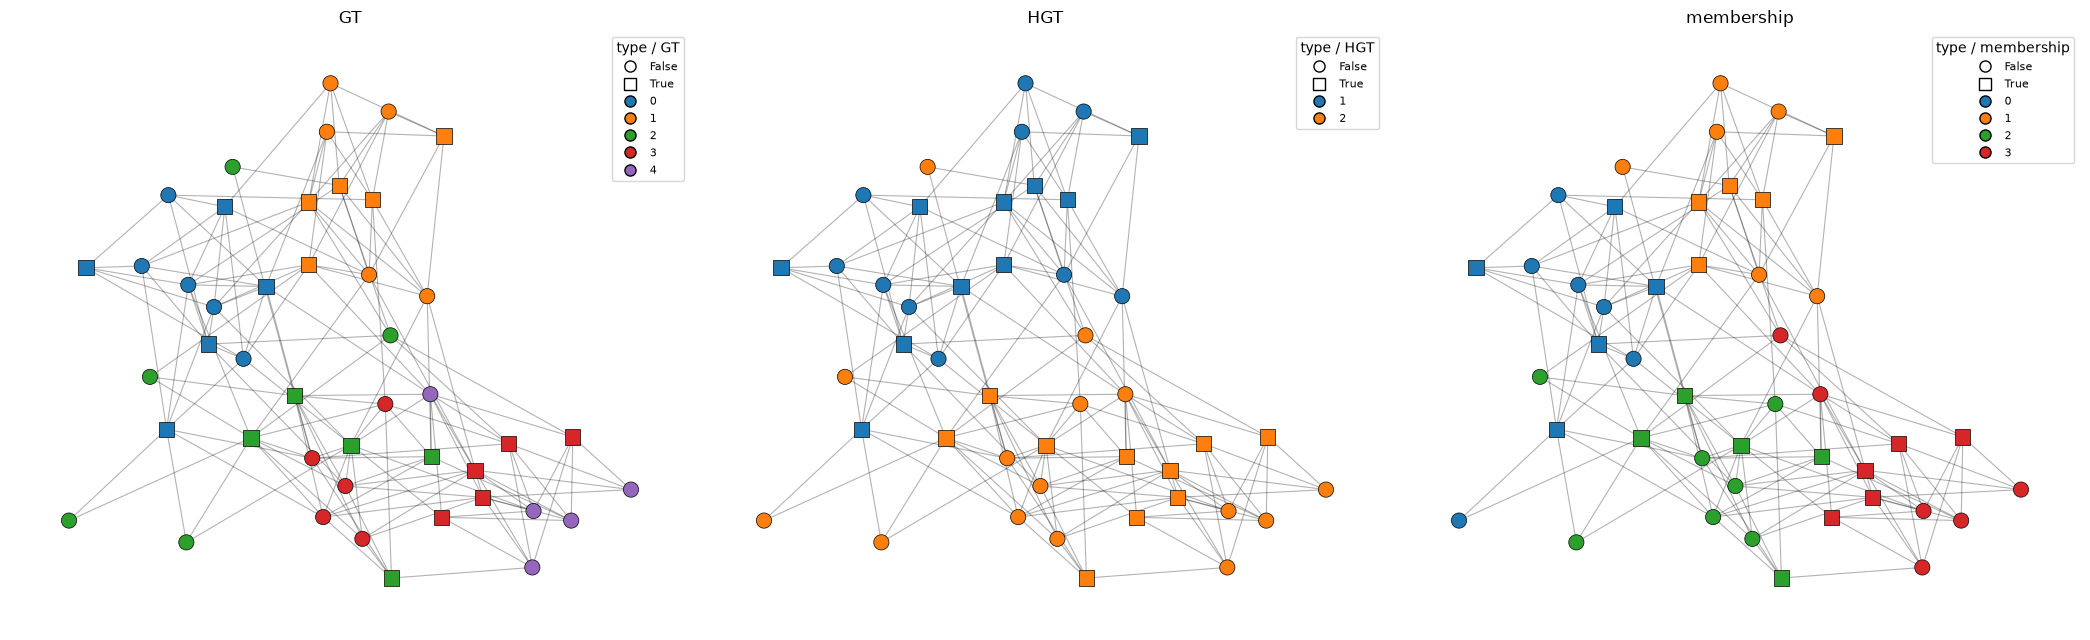 GT
type / GT
False
True
0
1
2
3
4
HGT
type / HGT
False
True
1
2
membership
type / membership
False
True
0
1
2
3